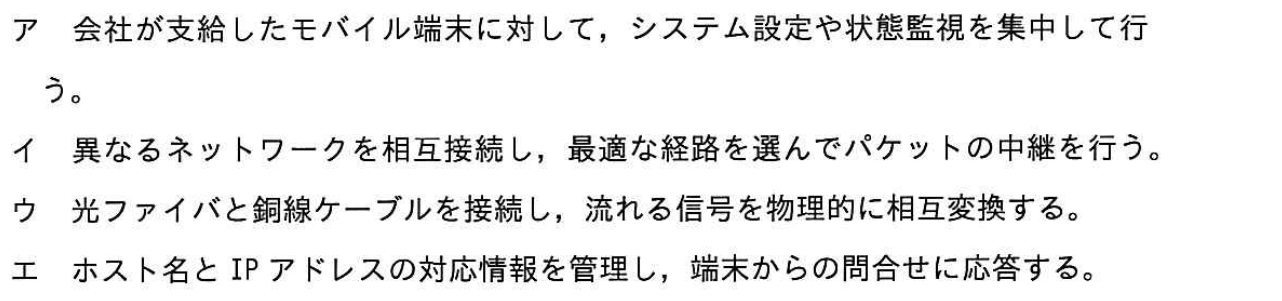 ア　会社が支給したモバイル端末に対して，システム設定や状態監視を集中して行
う。
イ　異なるネットワークを相互接続し，最適な経路を選んでパケットの中継を行う。
ウ　光ファイバと銅線ケーブルを接続し，流れる信号を物理的に相互変換する。
エ　ホスト名と IP アドレスの対応情報を管理し，端末からの問合せに応答する。